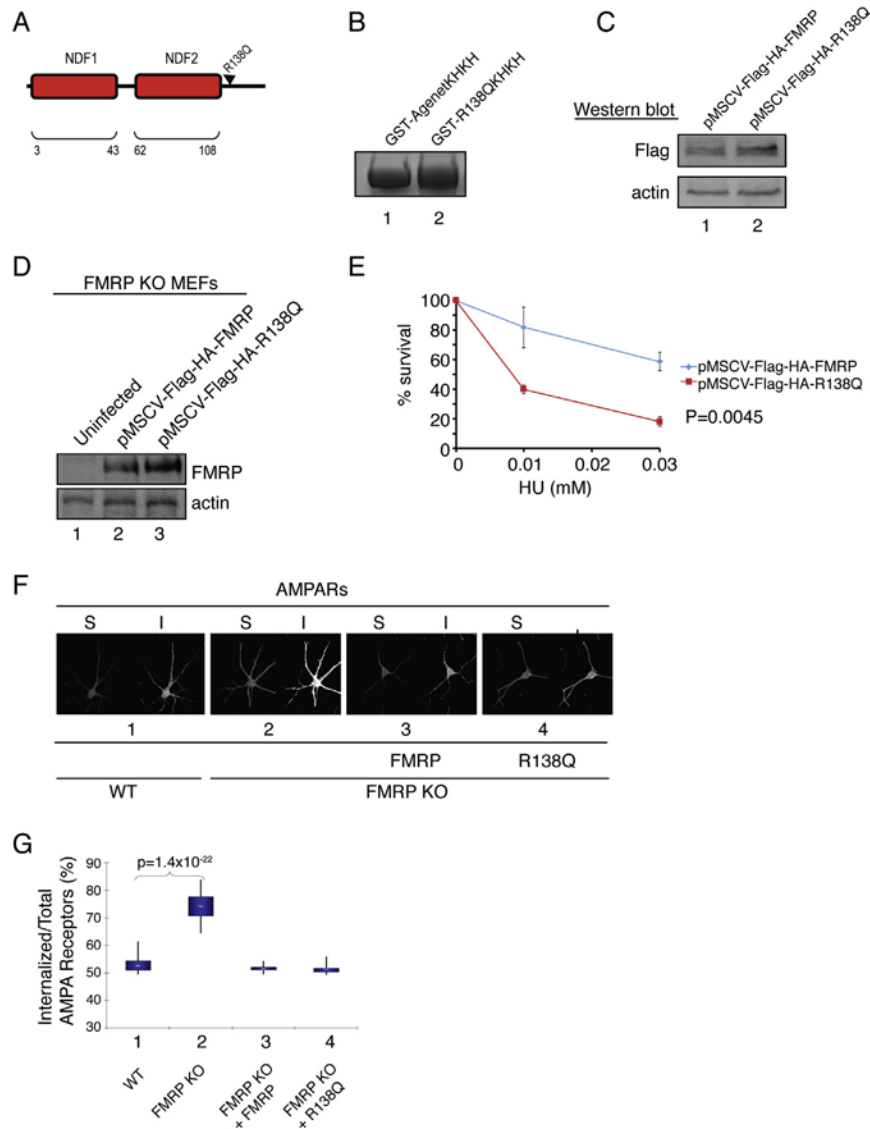 A
NDF1 NDF2 R138Q
3 43 62 108
B
GST-AgenetKHKH
GST-R138QKHKH
1 2
C
pMSCV-Flag-HA-FMRP
pMSCV-Flag-HA-R138Q
Western blot
Flag
actin
1 2
D
FMRP KO MEFs
Uninfected
pMSCV-Flag-HA-FMRP
pMSCV-Flag-HA-R138Q
FMRP
actin
1 2 3
E
% survival
100
80
60
40
20
0
0 0.01 0.02 0.03
HU (mM)
pMSCV-Flag-HA-FMRP
pMSCV-Flag-HA-R138Q
P=0.0045
F
AMPARs
S I S I S I S
1 2 3 4
FMRP R138Q
WT FMRP KO
G
Internalized/Total
AMPA Receptors (%)
90
80
70
60
50
30
p=1.4x10-22
1 2 3 4
WT
FMRP KO
FMRP KO
+ FMRP
FMRP KO
+ R138Q